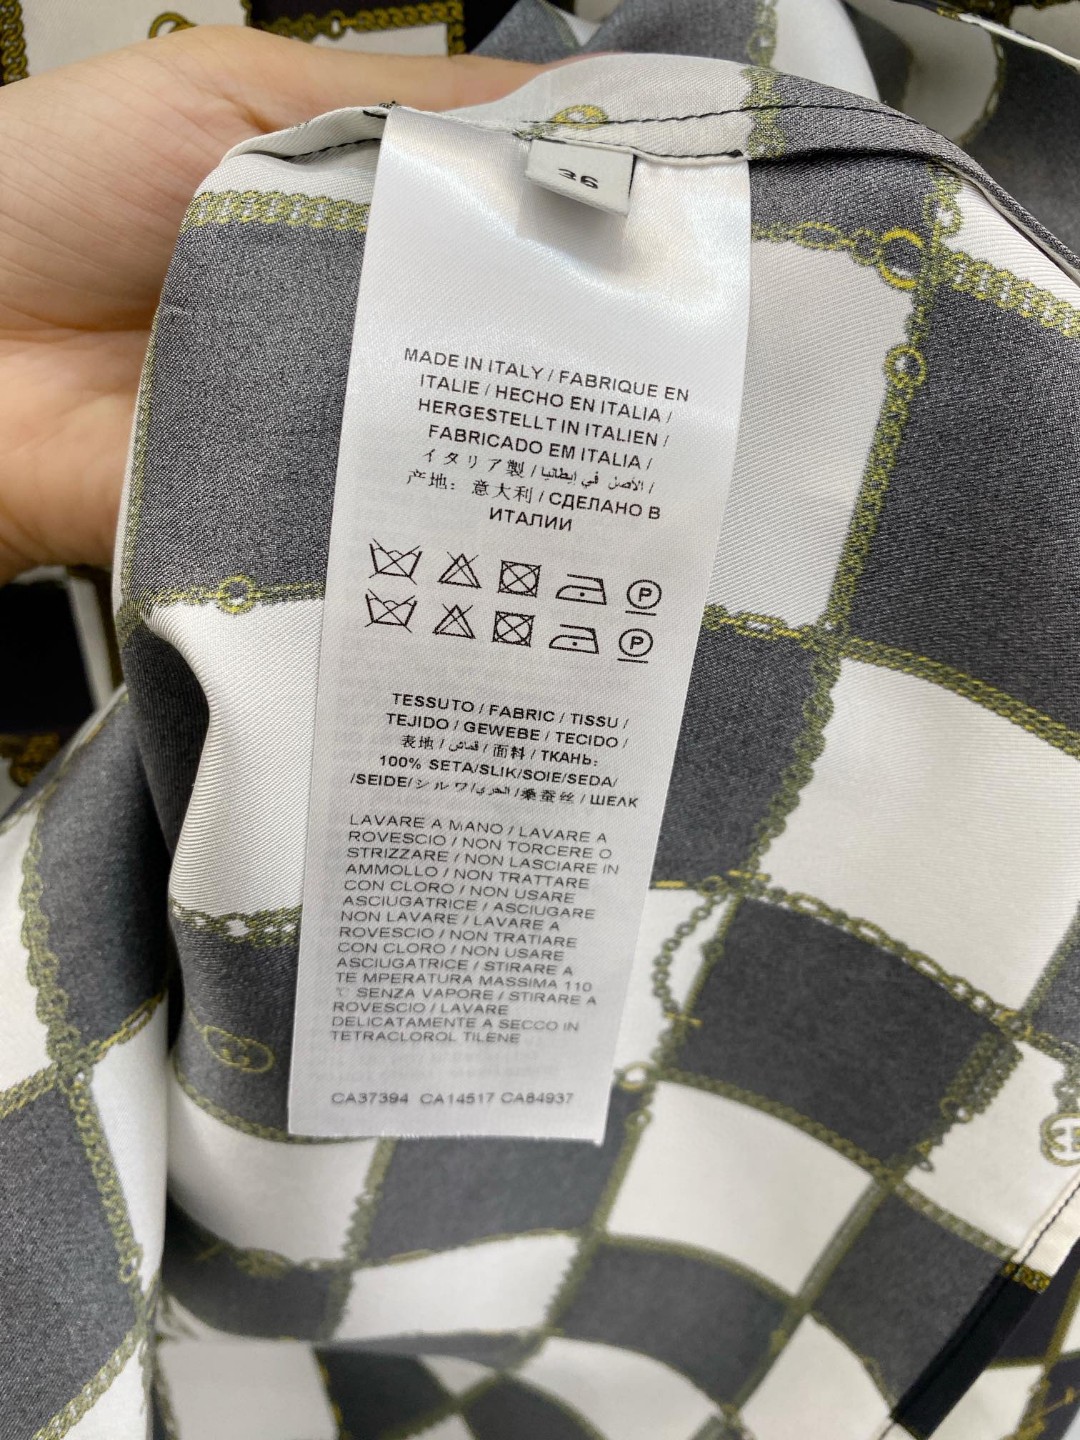 36
MADE IN ITALY / FABRIQUE EN
ITALIE / HECHO EN ITALIA /
HERGESTELLT IN ITALIEN /
FABRICADO EM ITALIA /
イタリア製 / الأصل في إيطاليا /
产地：意大利 / СДЕЛАНО В
ИТАЛИИ
P
P
TESSUTO / FABRIC / TISSU /
TEJIDO / GEWEBE / TECIDO /
表地 / قماش / 面料 / ТКАНЬ:
100% SETA/SLIK/SOIE/SEDA/
/SEIDE/シルワ/الحري/桑蚕丝/ШЕЛК
LAVARE A MANO / LAVARE A
ROVESCIO / NON TORCERE O
STRIZZARE / NON LASCIARE IN
AMMOLLO / NON TRATTARE
CON CLORO / NON USARE
ASCIUGATRICE / ASCIUGARE
NON LAVARE / LAVARE A
ROVESCIO / NON TRATIARE
CON CLORO / NON USARE
ASCIUGATRICE / STIRARE A
TE MPERATURA MASSIMA 110
℃ SENZA VAPORE / STIRARE A
ROVESCIO / LAVARE
DELICATAMENTE A SECCO IN
TETRACLOROL TILENE
CA37394 CA14517 CA84937